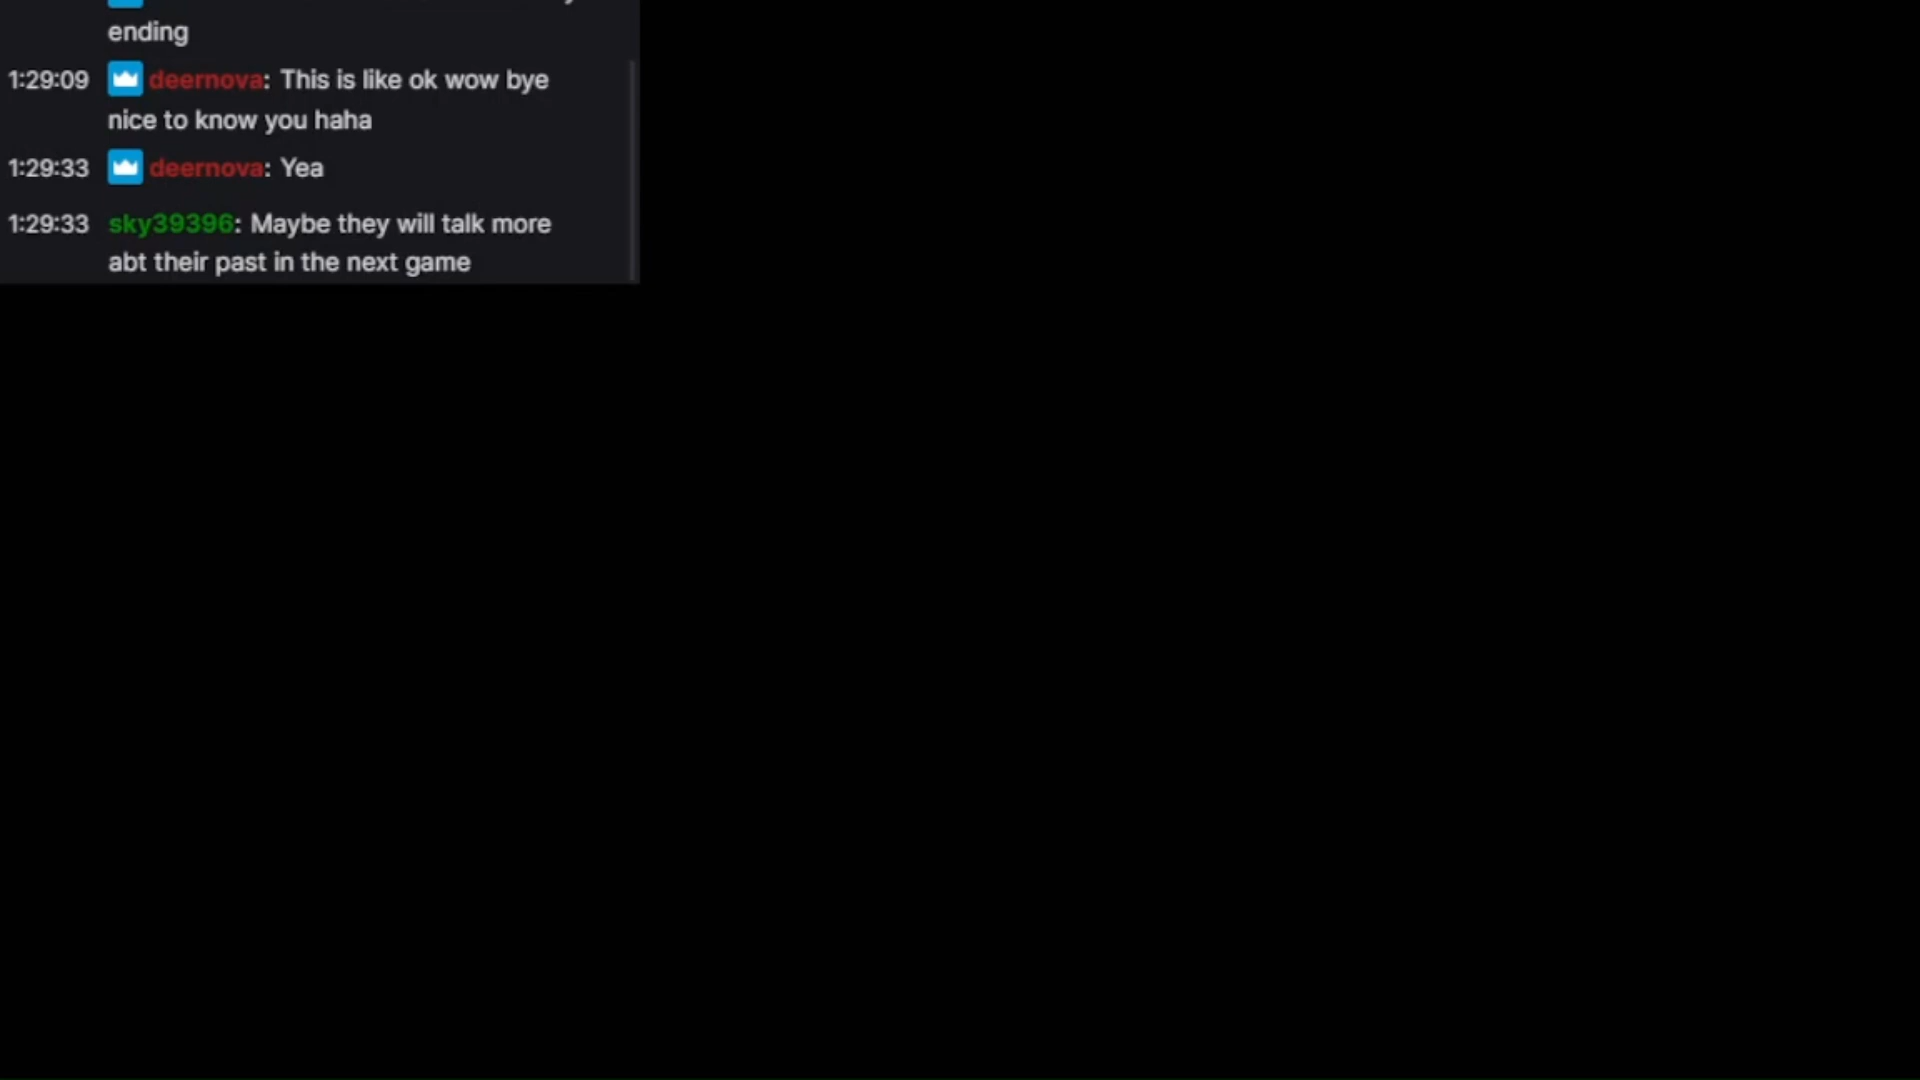 ending
1:29:09 deernova: This is like ok wow bye
nice to know you haha
1:29:33 deernova: Yea
1:29:33 sky39396: Maybe they will talk more
abt their past in the next game